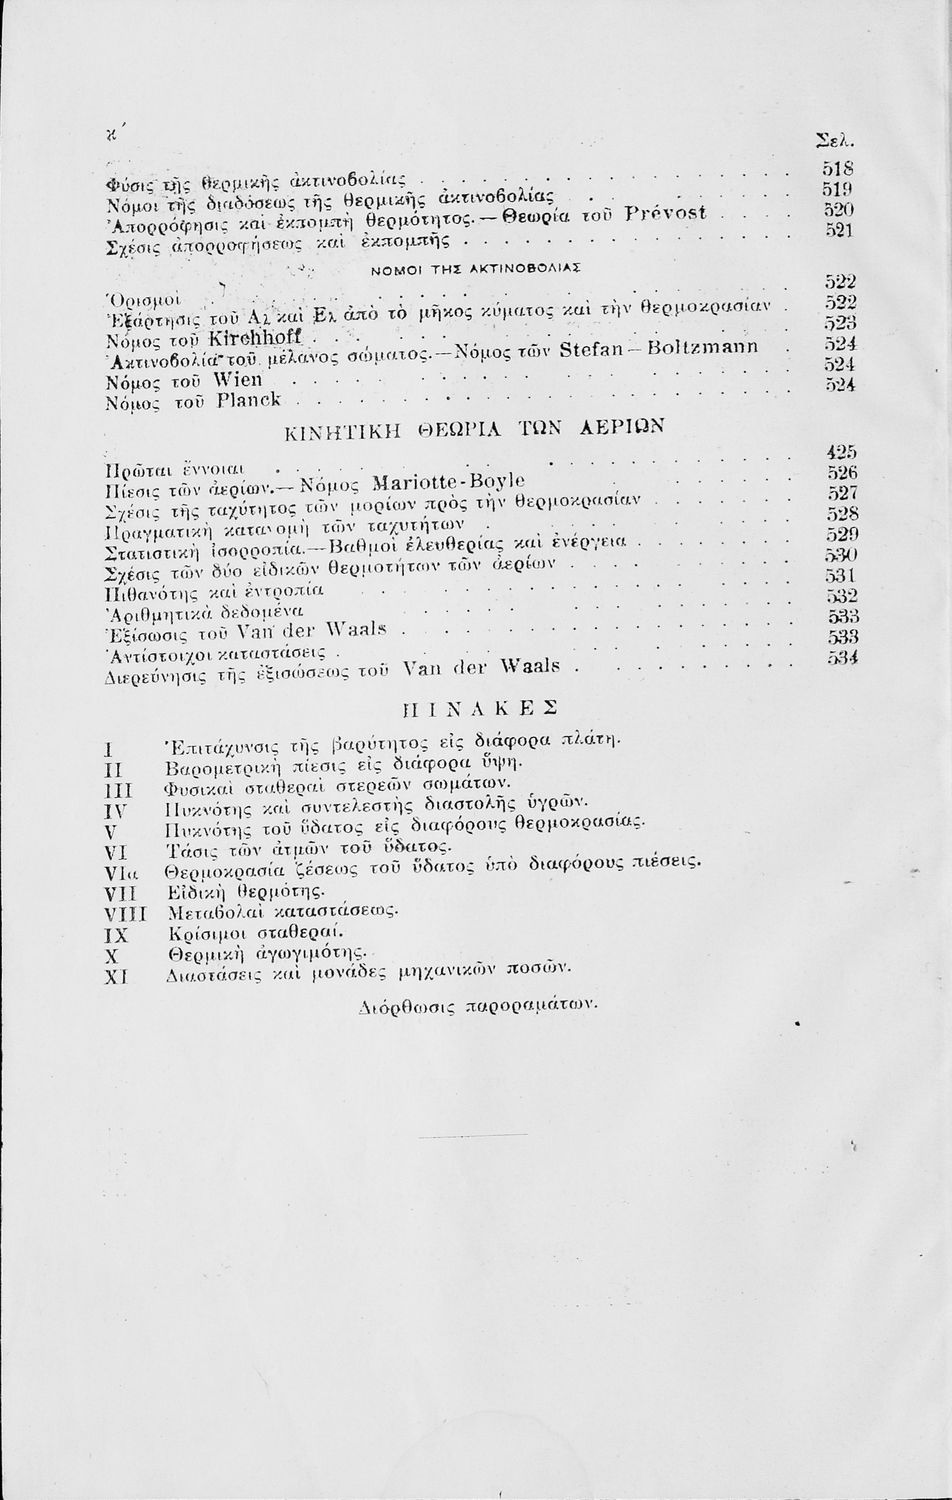 κ΄
Σελ.
Φύσις τῆς θερμικῆς ἀκτινοβολίας . . . . . . . . . . . . . . . . 518
Νόμοι τῆς διαδόσεως τῆς θερμικῆς ἀκτινοβολίας . . . . . . . . . 519
Ἀπορρόφησις καὶ ἐκπομπὴ θερμότητος.— Θεωρία τοῦ Prévost . . . . 520
Σχέσις ἀπορροφήσεως καὶ ἐκπομπῆς . . . . . . . . . . . . . . . 521
ΝΟΜΟΙ ΤΗΣ ΑΚΤΙΝΟΒΟΛΙΑΣ
Ὁρισμοὶ . . . . . . . . . . . . . . . . 522
Ἐξάρτησις τοῦ Αλ καὶ Ελ ἀπὸ τὸ μῆκος κύματος καὶ τὴν θερμοκρασίαν . 522
Νόμος τοῦ Kirchhoff . . . . . . . . . . . . . . . . 523
Ἀκτινοβολία τοῦ μέλανος σώματος.—Νόμος τῶν Stefan – Boltzmann . 524
Νόμος τοῦ Wien . . . . . . . . . . . . . . . . 524
Νόμος τοῦ Planck . . . . . . . . . . . . . . . . 524
ΚΙΝΗΤΙΚΗ ΘΕΩΡΙΑ ΤΩΝ ΑΕΡΙΩΝ
Πρῶται ἔννοιαι . . . . . . . . . . . . . . . . 425
Πίεσις τῶν ἀερίων.— Νόμος Mariotte-Boyle . . . . . . . 526
Σχέσις τῆς ταχύτητος τῶν μορίων πρὸς τὴν θερμοκρασίαν . . . . . . 527
Πραγματικὴ κατανομὴ τῶν ταχυτήτων . . . . . . . . . . . 528
Στατιστικὴ ἰσορροπία.—Βαθμοὶ ἐλευθερίας καὶ ἐνέργεια . . . . . . . 529
Σχέσις τῶν δύο εἰδικῶν θερμοτήτων τῶν ἀερίων . . . . . . . . . 530
Πιθανότης καὶ ἐντροπία . . . . . . . . . . . . . . . 531
Ἀριθμητικὰ δεδομένα . . . . . . . . . . . . . . . 532
Ἐξίσωσις τοῦ Van der Waals . . . . . . . . . . . . . . 533
Ἀντίστοιχοι καταστάσεις . . . . . . . . . . . . . . . 533
Διερεύνησις τῆς ἐξισώσεως τοῦ Van der Waals . . . . . . . . . 534
ΠΙΝΑΚΕΣ
I Ἐπιτάχυνσις τῆς βαρύτητος εἰς διάφορα πλάτη.
II Βαρομετρικὴ πίεσις εἰς διάφορα ὕψη.
III Φυσικαὶ σταθεραὶ στερεῶν σωμάτων.
IV Πυκνότης καὶ συντελεστὴς διαστολῆς ὑγρῶν.
V Πυκνότης τοῦ ὕδατος εἰς διαφόρους θερμοκρασίας.
VI Τάσις τῶν ἀτμῶν τοῦ ὕδατος.
VIα Θερμοκρασία ζέσεως τοῦ ὕδατος ὑπὸ διαφόρους πιέσεις.
VII Εἰδικὴ θερμότης.
VIII Μεταβολαὶ καταστάσεως.
IX Κρίσιμοι σταθεραί.
X Θερμικὴ ἀγωγιμότης.
XI Διαστάσεις καὶ μονάδες μηχανικῶν ποσῶν.
Διόρθωσις παροραμάτων.